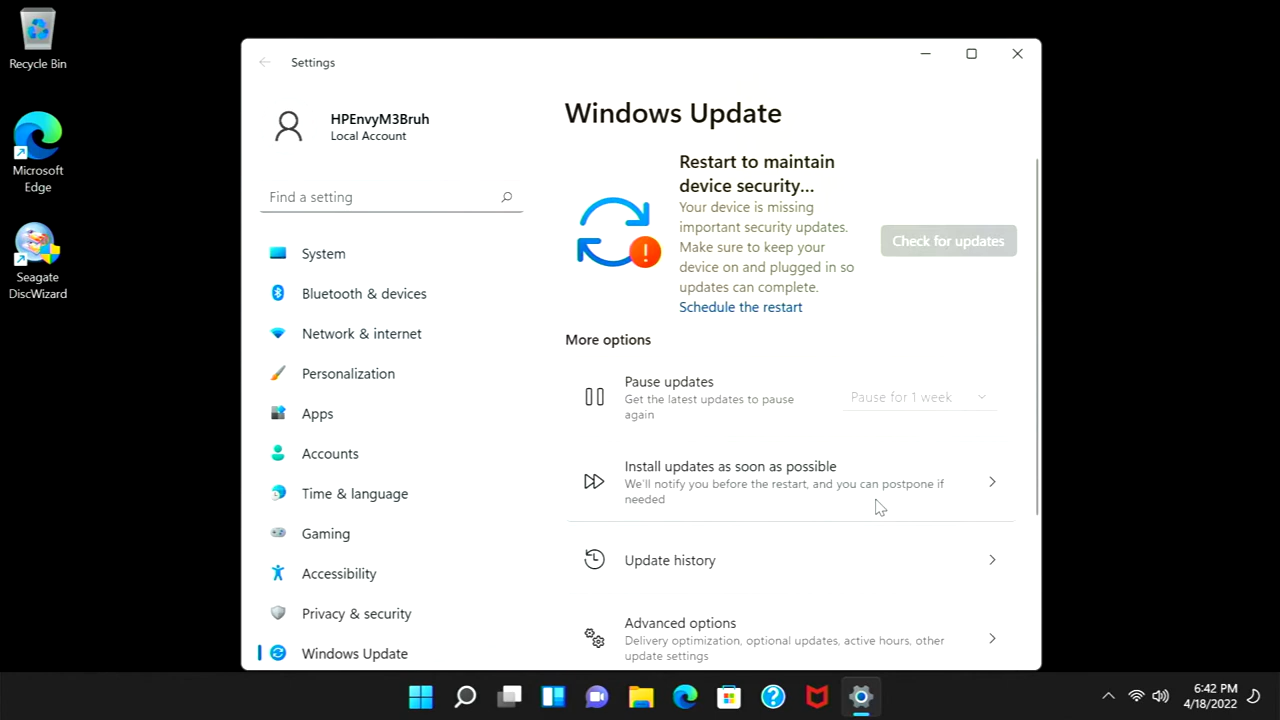 Recycle Bin
Microsoft
Edge
Seagate
DiscWizard
Settings
HPEnvyM3Bruh
Local Account
Find a setting
System
Bluetooth & devices
Network & internet
Personalization
Apps
Accounts
Time & language
Gaming
Accessibility
Privacy & security
Windows Update
Windows Update
Restart to maintain
device security...
Your device is missing
important security updates.
Make sure to keep your
device on and plugged in so
updates can complete.
Schedule the restart
Check for updates
More options
Pause updates
Get the latest updates to pause
again
Pause for 1 week
Install updates as soon as possible
We'll notify you before the restart, and you can postpone if
needed
Update history
Advanced options
Delivery optimization, optional updates, active hours, other
update settings
6:42 PM
4/18/2022